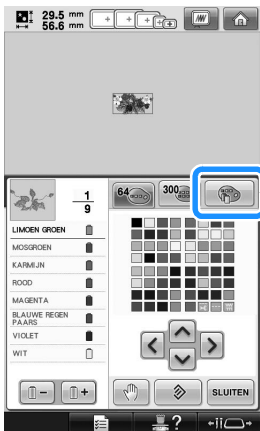 29.5 mm
56.6 mm
1
9
64
300
LIMOEN GROEN
MOSGROEN
KARMIJN
ROOD
MAGENTA
BLAUWE REGEN
PAARS
VIOLET
WIT
SLUITEN
?